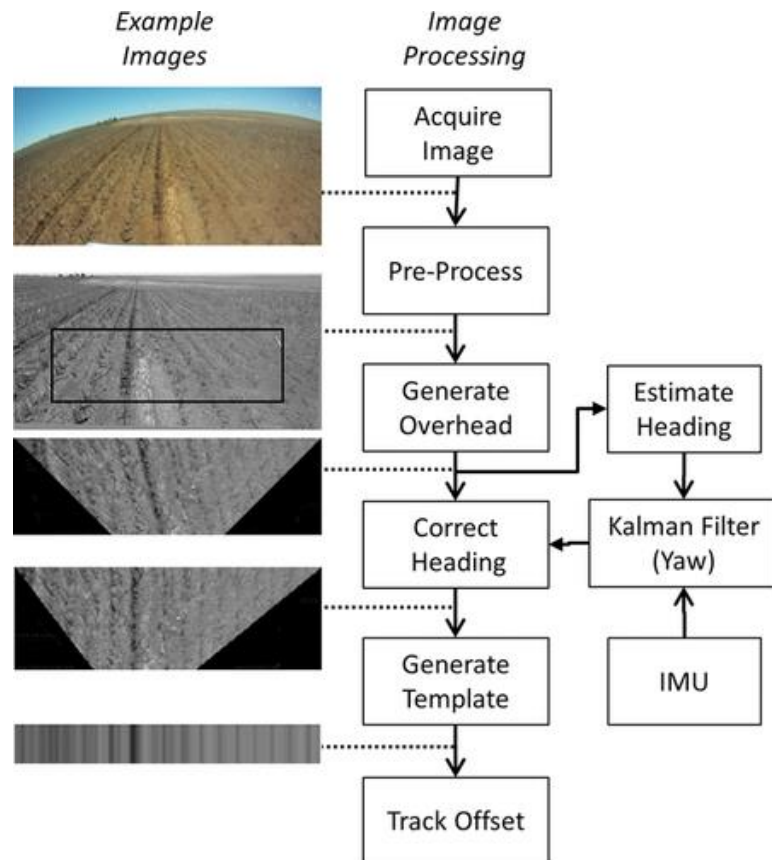 Example
Images
Image
Processing
Acquire
Image
Pre-Process
Generate
Overhead
Estimate
Heading
Correct
Heading
Kalman Filter
(Yaw)
Generate
Template
IMU
Track Offset